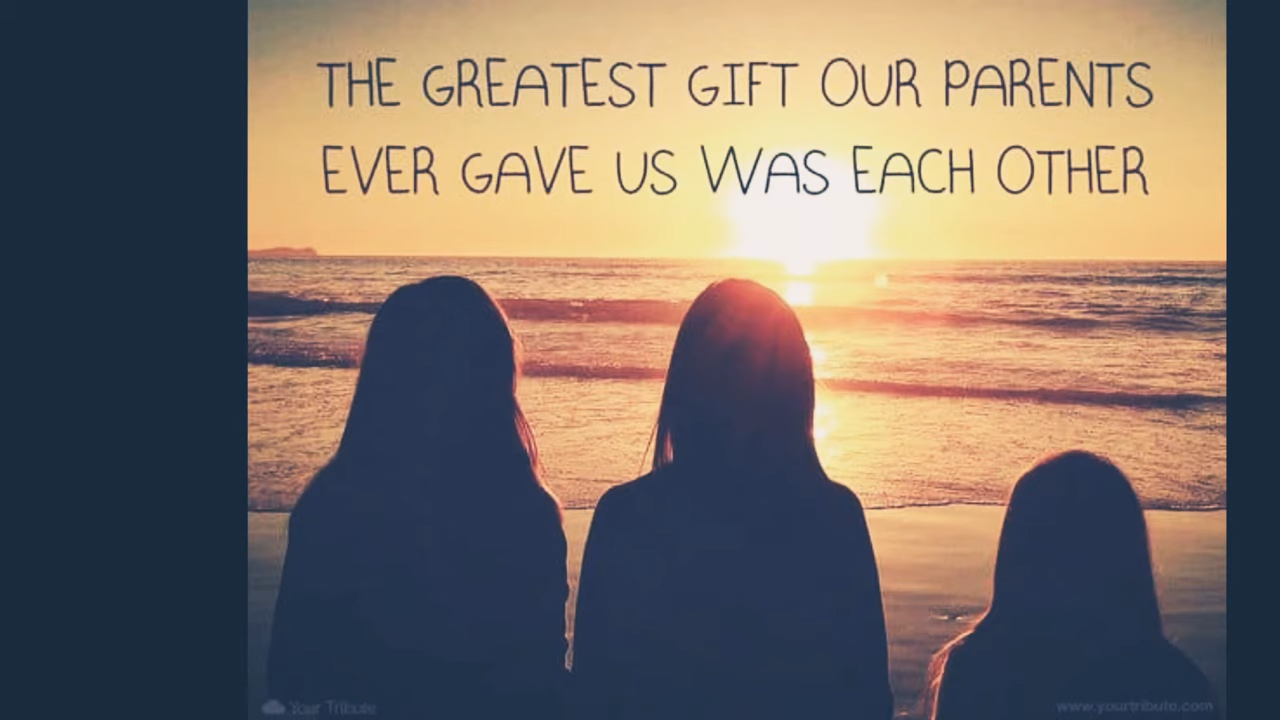 THE GREATEST GIFT OUR PARENTS
EVER GAVE US WAS EACH OTHER
Your Tribute
www.yourtribute.com